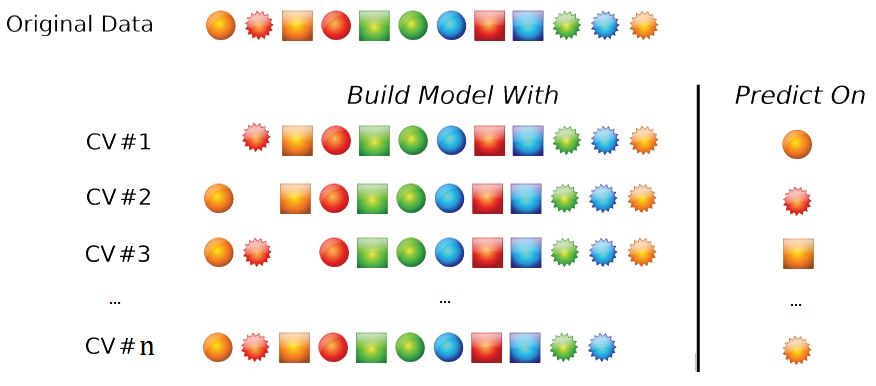 Original Data
Build Model With
Predict On
CV#1
CV#2
CV#3
... ... ...
CV#n